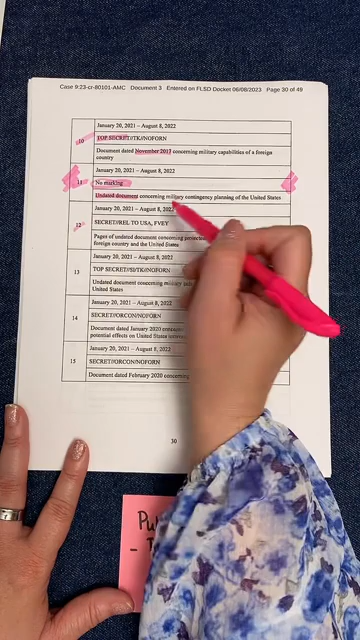 Case 9:23-cr-80101-AMC Document 3 Entered on FLSD Docket 06/08/2023 Page 30 of 49
January 20, 2021 – August 8, 2022
10
TOP SECRET//TK//NOFORN
Document dated November 2017 concerning military capabilities of a foreign
country
January 20, 2021 – August 8, 2022
11
No marking
Undated document concerning military contingency planning of the United States
January 20, 2021 – August 8, 2022
12
SECRET//REL TO USA, FVEY
Pages of undated document concerning projected
foreign country and the United States
January 20, 2021 – August 8, 2022
13
TOP SECRET//SI//TK//NOFORN
Undated document concerning military
United States
January 20, 2021 – August 8, 2022
14
SECRET//ORCON/NOFORN
Document dated January 2020 concerning
potential effects on United States interests
January 20, 2021 – August 8, 2022
15
SECRET//ORCON/NOFORN
Document dated February 2020 concerning
30